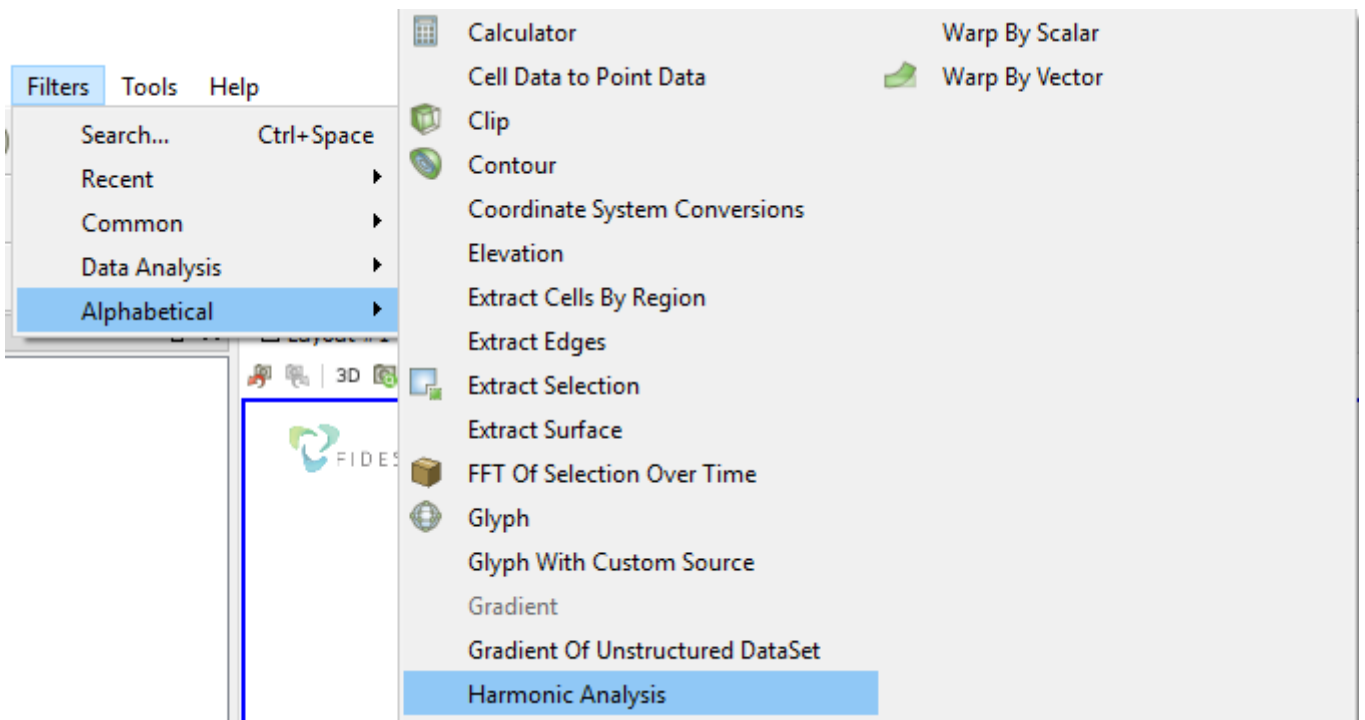 Filters Tools Help
Search... Ctrl+Space
Recent
Common
Data Analysis
Alphabetical
3D
FIDES
Calculator
Cell Data to Point Data
Clip
Contour
Coordinate System Conversions
Elevation
Extract Cells By Region
Extract Edges
Extract Selection
Extract Surface
FFT Of Selection Over Time
Glyph
Glyph With Custom Source
Gradient
Gradient Of Unstructured DataSet
Harmonic Analysis
Warp By Scalar
Warp By Vector